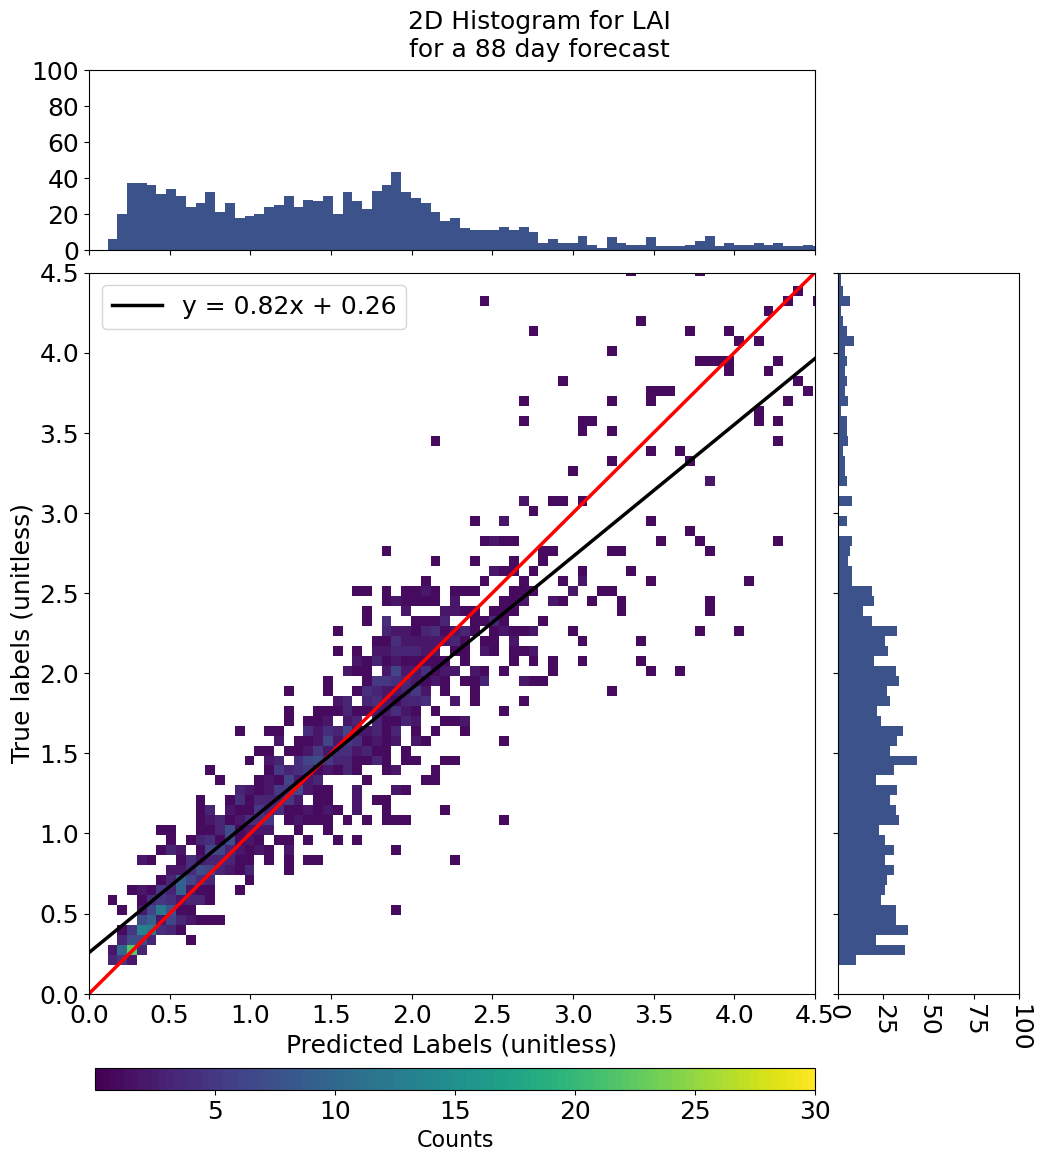 2D Histogram for LAI
for a 88 day forecast
100
80
60
40
20
0
4.5
4.0
3.5
3.0
2.5
2.0
1.5
1.0
0.5
0.0
True labels (unitless)
y = 0.82x + 0.26
0.0 0.5 1.0 1.5 2.0 2.5 3.0 3.5 4.0 4.5
Predicted Labels (unitless)
0 25 50 75 100
5 10 15 20 25 30
Counts